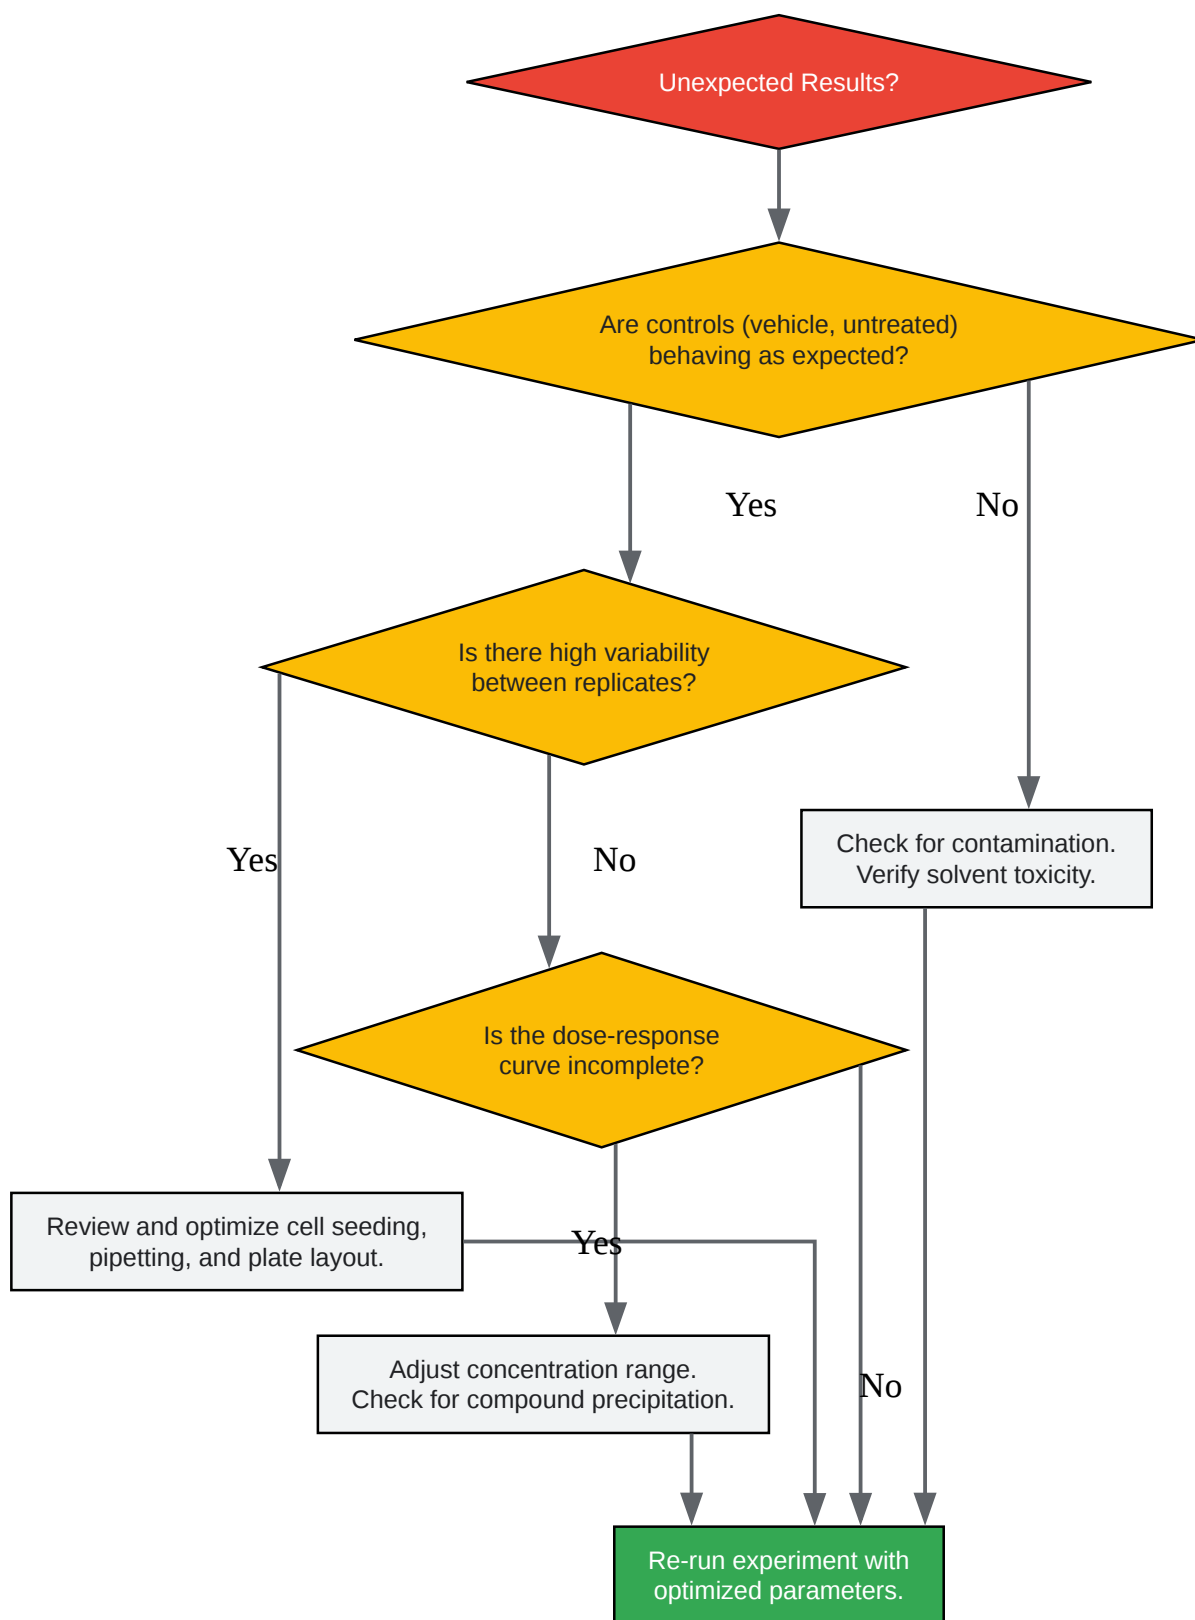 Unexpected Results?
Are controls (vehicle, untreated)
behaving as expected?
Yes
No
Is there high variability
between replicates?
Check for contamination.
Verify solvent toxicity.
Yes
No
Is the dose-response
curve incomplete?
Review and optimize cell seeding,
pipetting, and plate layout.
Yes
Adjust concentration range.
Check for compound precipitation.
No
Re-run experiment with
optimized parameters.